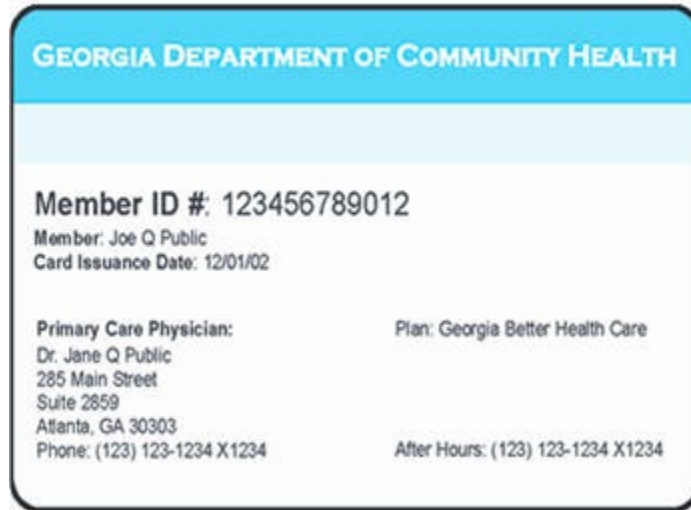 GEORGIA DEPARTMENT OF COMMUNITY HEALTH
Member ID #: 123456789012
Member: Joe Q Public
Card Issuance Date: 12/01/02
Primary Care Physician:
Dr. Jane Q Public
285 Main Street
Suite 2859
Atlanta, GA 30303
Phone: (123) 123-1234 X1234
Plan: Georgia Better Health Care
After Hours: (123) 123-1234 X1234